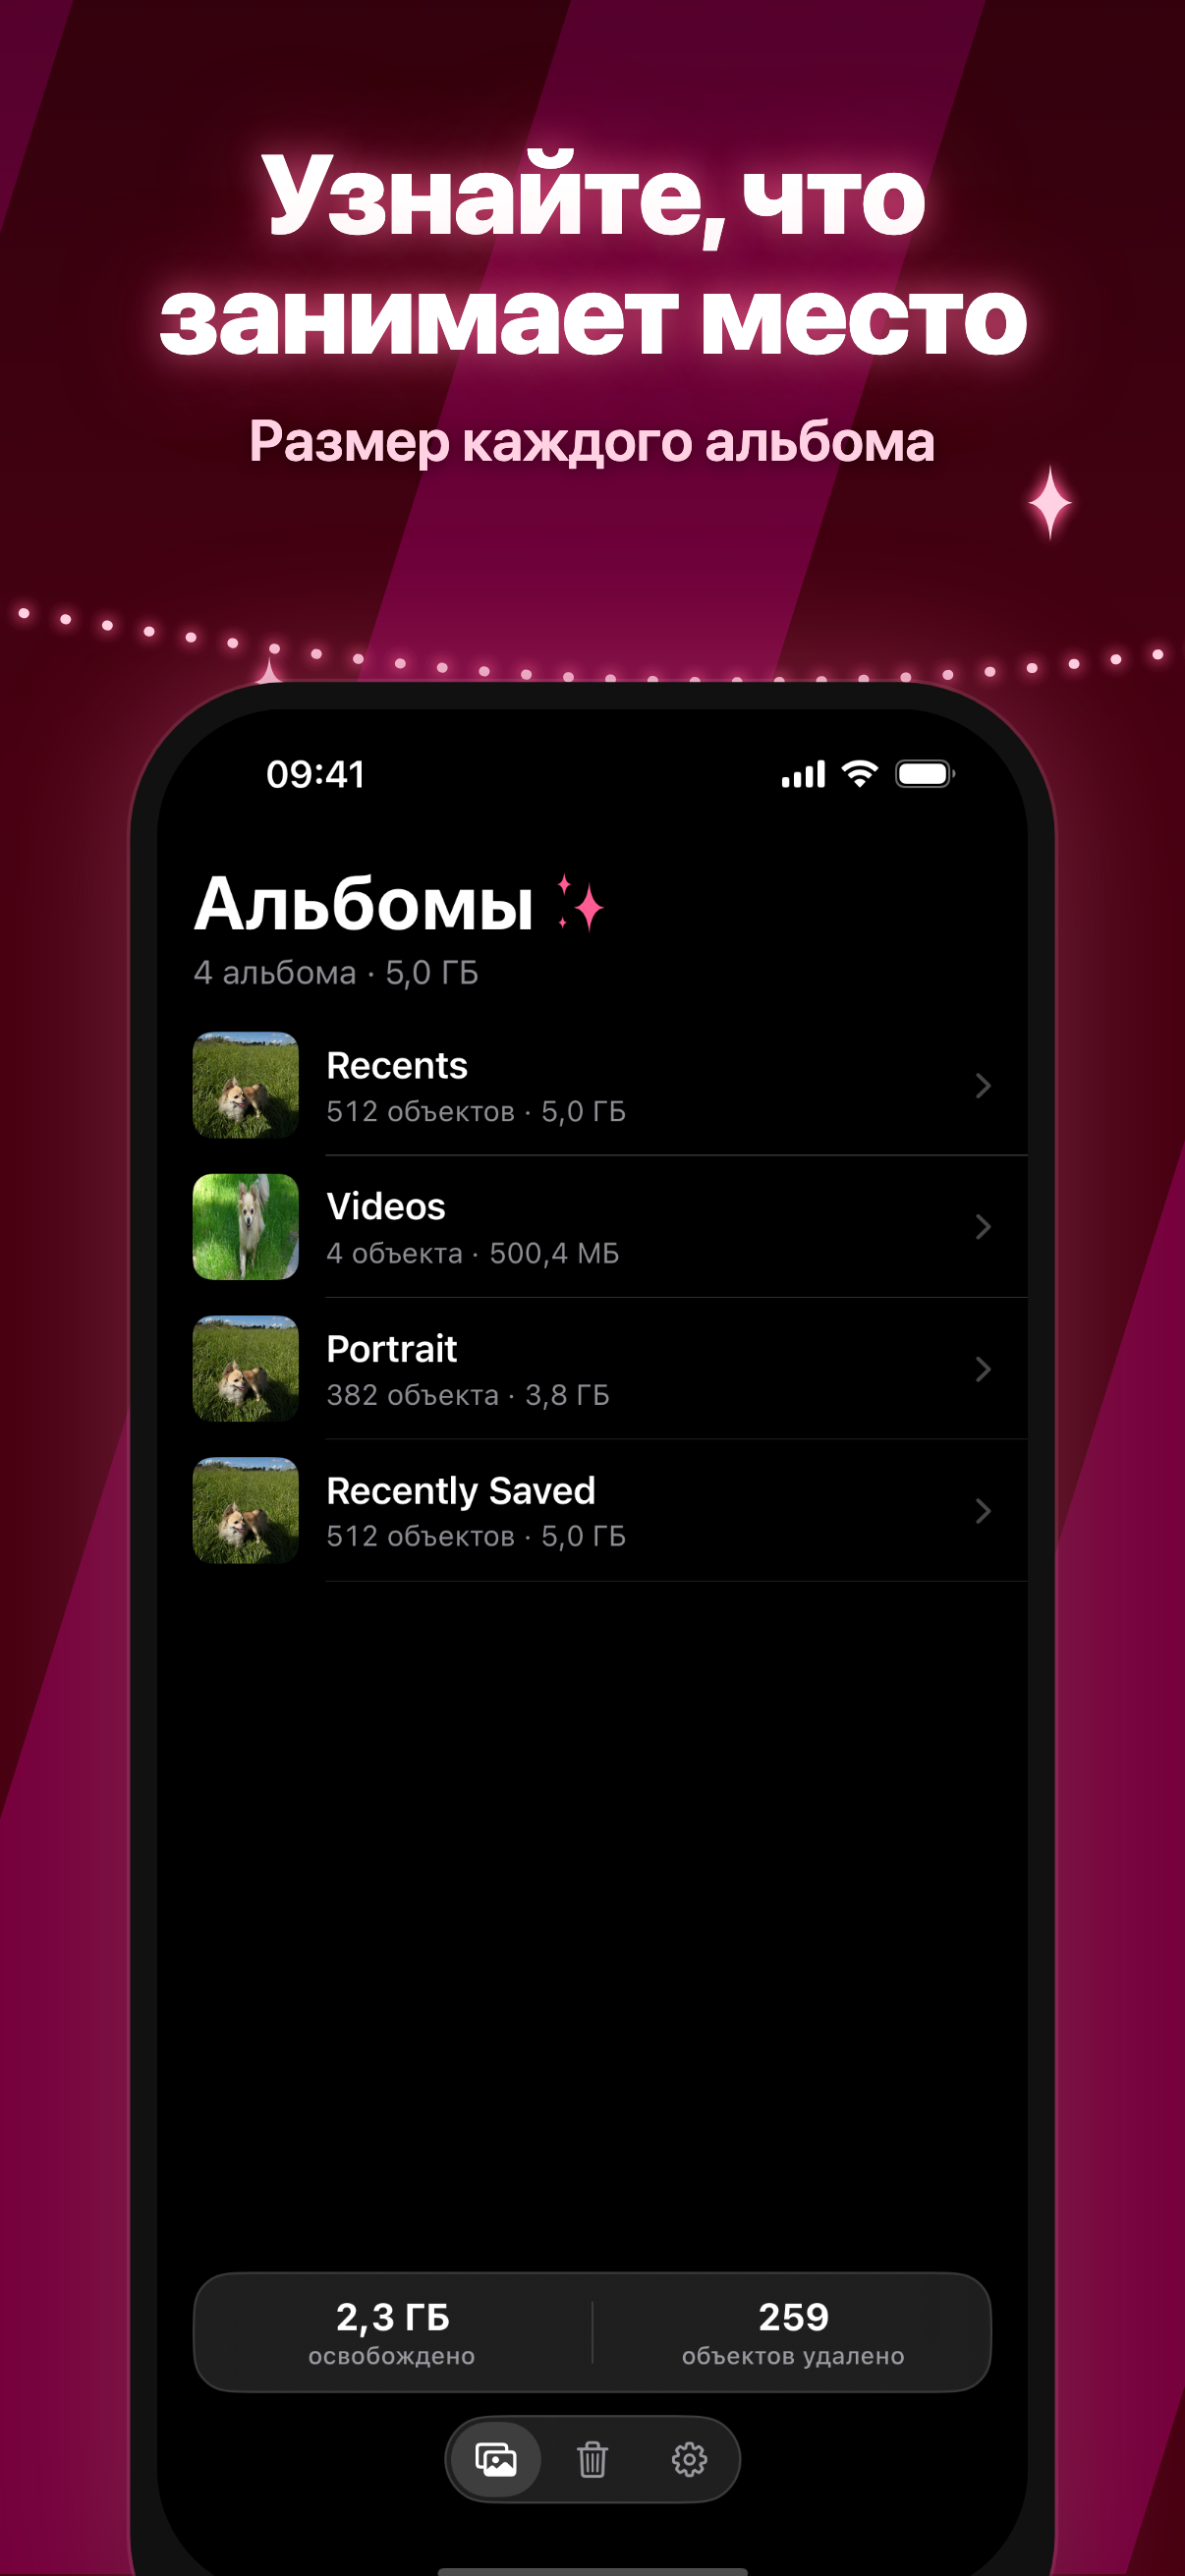 Узнайте, что
занимает место
Размер каждого альбома
09:41
Альбомы
4 альбома · 5,0 ГБ
Recents
512 объектов · 5,0 ГБ
Videos
4 объекта · 500,4 МБ
Portrait
382 объекта · 3,8 ГБ
Recently Saved
512 объектов · 5,0 ГБ
2,3 ГБ
освобождено
259
объектов удалено